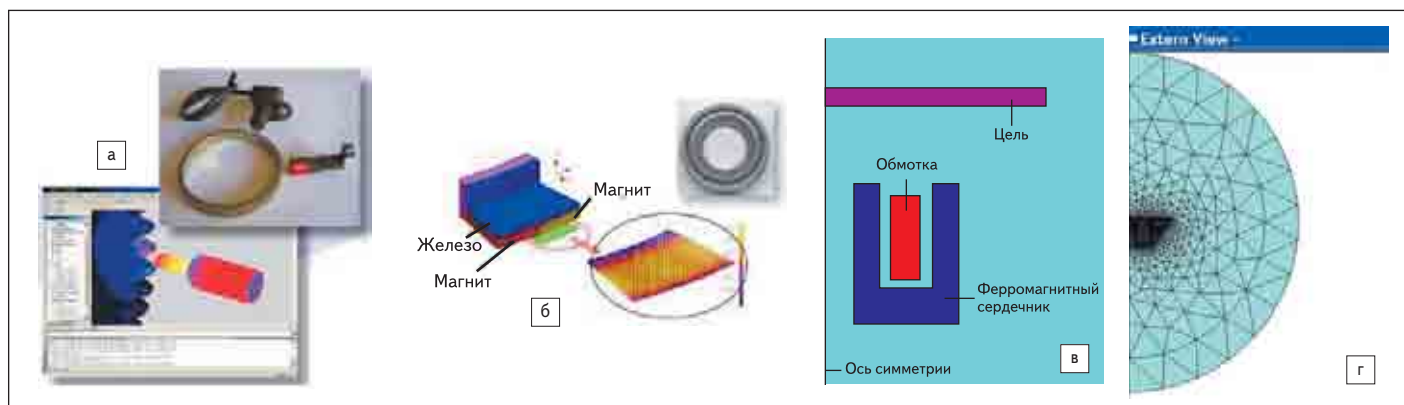 а
Магнит
Железо
Магнит
б
Цель
Обмотка
Ферромагнитный
сердечник
в
Ось симметрии
Extern View
г